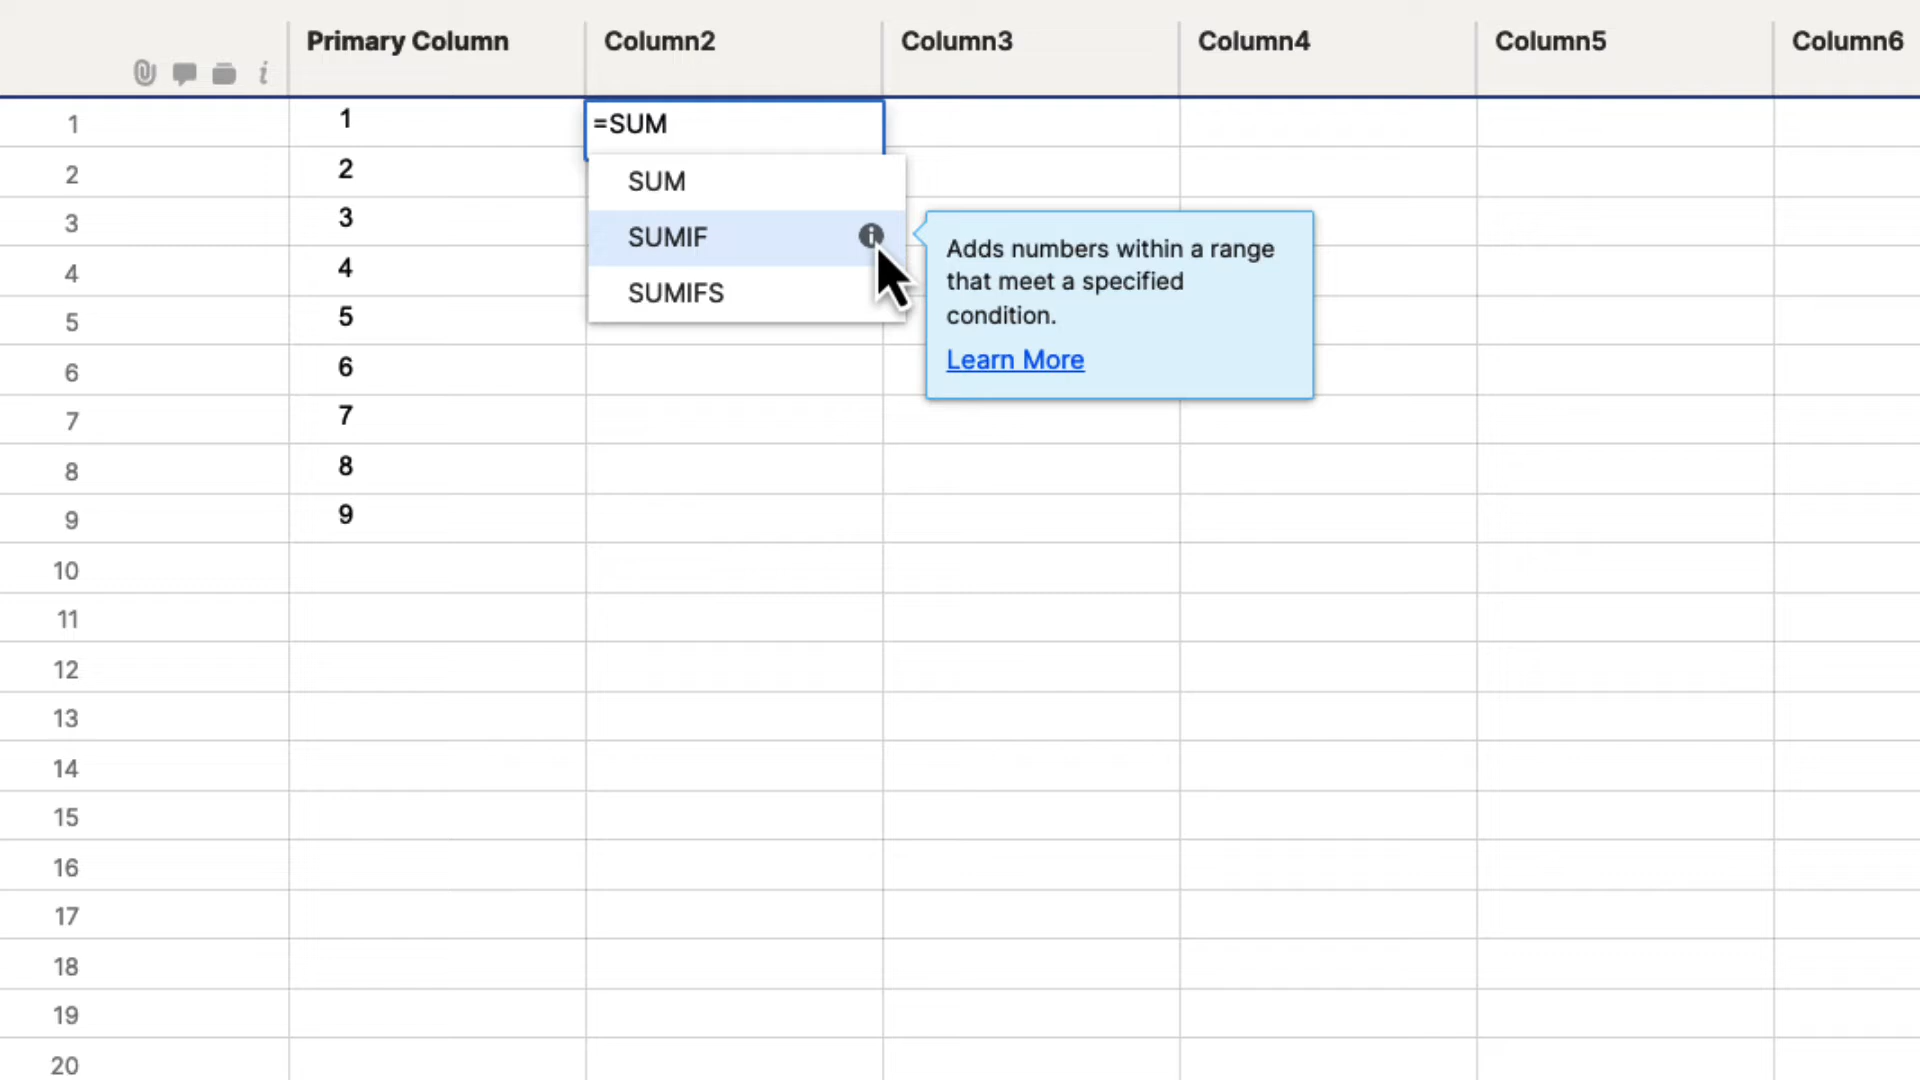 Primary Column Column2 Column3 Column4 Column5 Column6
1 1 =SUM
2 2 SUM
3 3 SUMIF
Adds numbers within a range
that meet a specified
condition.
Learn More
4 4 SUMIFS
5 5
6 6
7 7
8 8
9 9
10
11
12
13
14
15
16
17
18
19
20